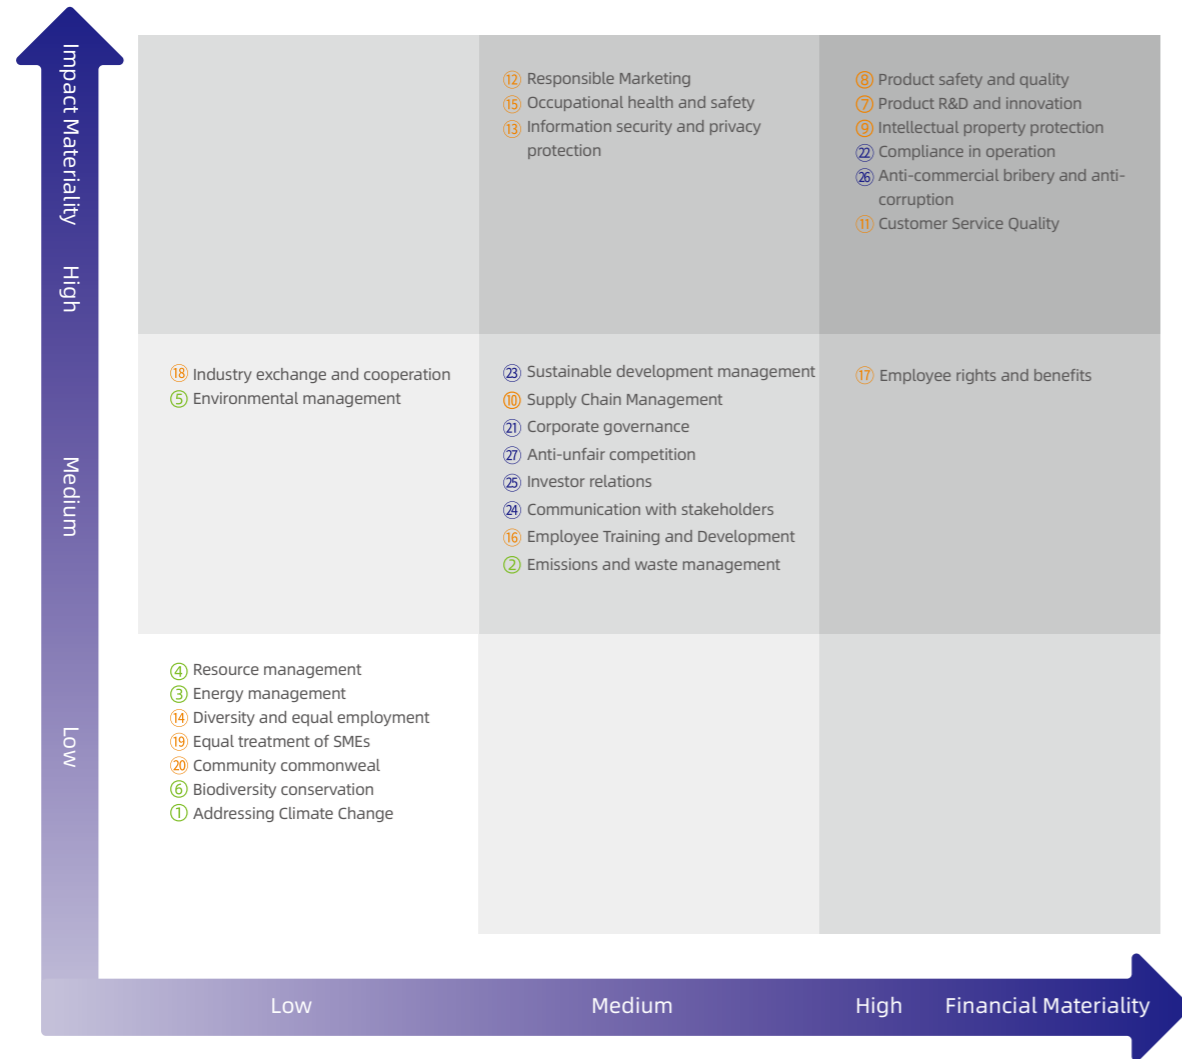 Impact Materiality
High
Medium
Low
⑫ Responsible Marketing
⑮ Occupational health and safety
⑬ Information security and privacy
protection
⑧ Product safety and quality
⑦ Product R&D and innovation
⑨ Intellectual property protection
㉒ Compliance in operation
㉖ Anti-commercial bribery and anti-
corruption
⑪ Customer Service Quality
⑱ Industry exchange and cooperation
⑤ Environmental management
㉓ Sustainable development management
⑩ Supply Chain Management
㉑ Corporate governance
㉗ Anti-unfair competition
㉕ Investor relations
㉔ Communication with stakeholders
⑯ Employee Training and Development
② Emissions and waste management
⑰ Employee rights and benefits
④ Resource management
③ Energy management
⑭ Diversity and equal employment
⑲ Equal treatment of SMEs
⑳ Community commonweal
⑥ Biodiversity conservation
① Addressing Climate Change
Low
Medium
High
Financial Materiality